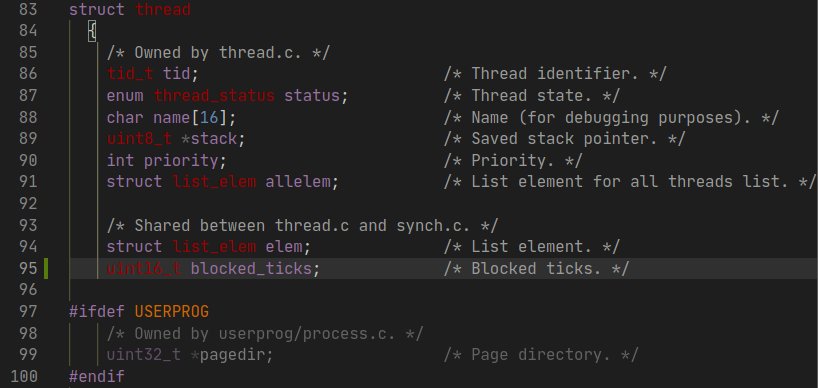 83 struct thread
84   {
85     /* Owned by thread.c. */
86     tid_t tid;                          /* Thread identifier. */
87     enum thread_status status;          /* Thread state. */
88     char name[16];                      /* Name (for debugging purposes). */
89     uint8_t *stack;                     /* Saved stack pointer. */
90     int priority;                       /* Priority. */
91     struct list_elem allelem;           /* List element for all threads list. */
92
93     /* Shared between thread.c and synch.c. */
94     struct list_elem elem;              /* List element. */
95     uint16_t blocked_ticks;             /* Blocked ticks. */
96
97 #ifdef USERPROG
98     /* Owned by userprog/process.c. */
99     uint32_t *pagedir;                  /* Page directory. */
100 #endif